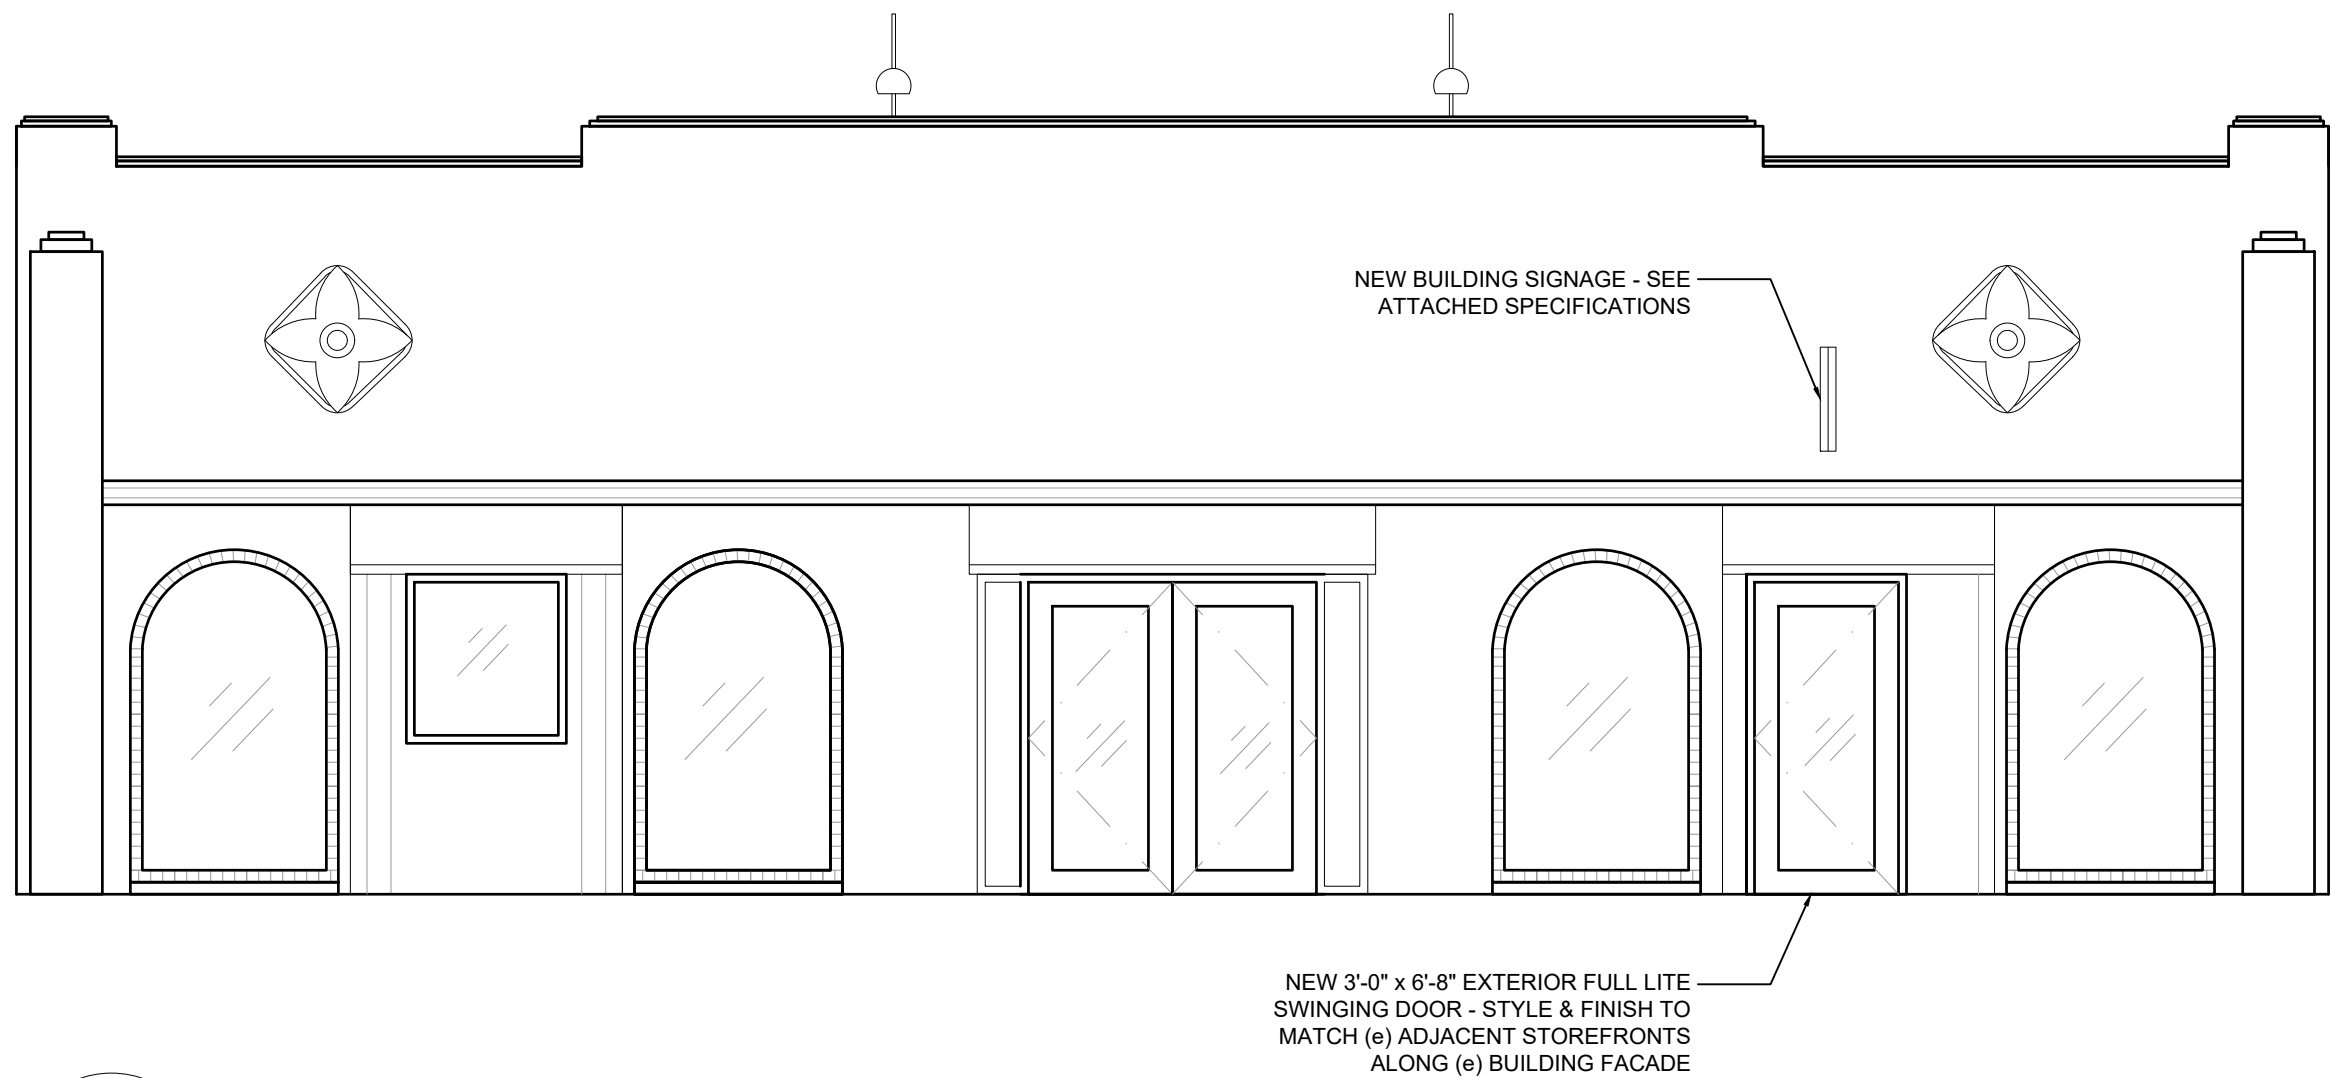 NEW BUILDING SIGNAGE - SEE
ATTACHED SPECIFICATIONS
NEW 3'-0" x 6'-8" EXTERIOR FULL LITE
SWINGING DOOR - STYLE & FINISH TO
MATCH (e) ADJACENT STOREFRONTS
ALONG (e) BUILDING FACADE